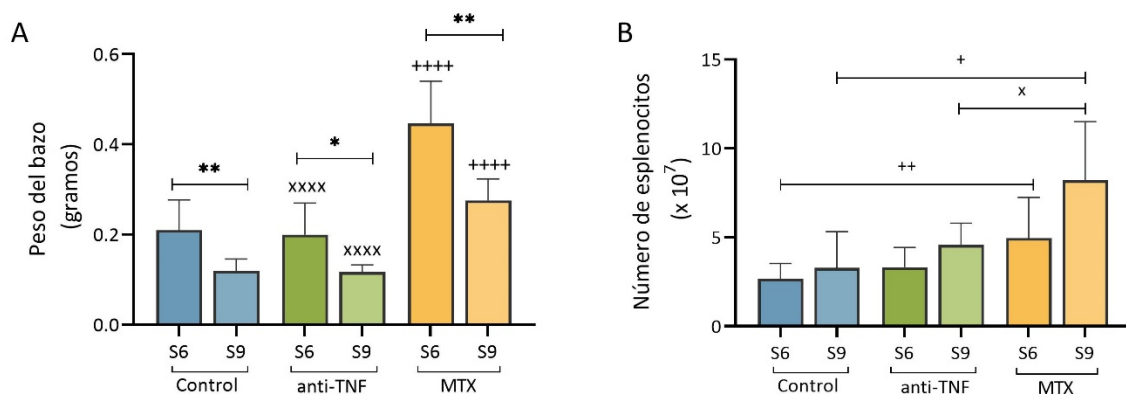 A
Peso del bazo
(gramos)
0.6
0.4
0.2
0.0
**
*
**
xxxx
xxxx
++++
++++
S6 S9 S6 S9 S6 S9
Control anti-TNF MTX
B
Número de esplenocitos
(x 10⁷)
15
10
5
0
+
x
++
S6 S9 S6 S9 S6 S9
Control anti-TNF MTX